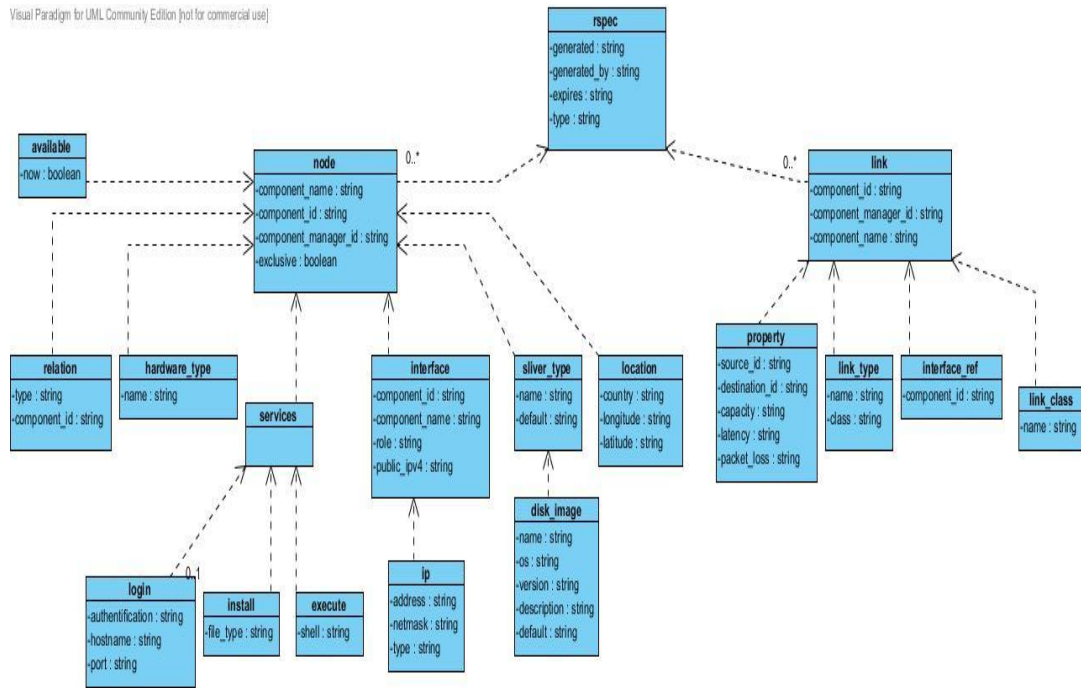 Visual Paradigm for UML Community Edition [not for commercial use]
rspec
-generated : string
-generated_by : string
-expires : string
-type : string
available
-now : boolean
node
-component_name : string
-component_id : string
-component_manager_id : string
-exclusive : boolean
0..*
0..*
link
-component_id : string
-component_manager_id : string
-component_name : string
relation
-type : string
-component_id : string
hardware_type
-name : string
services
interface
-component_id : string
-component_name : string
-role : string
-public_ipv4 : string
sliver_type
-name : string
-default : string
location
-country : string
-longitude : string
-latitude : string
property
-source_id : string
-destination_id : string
-capacity : string
-latency : string
-packet_loss : string
link_type
-name : string
-class : string
interface_ref
-component_id : string
link_class
-name : string
0..1
login
-authentification : string
-hostname : string
-port : string
install
-file_type : string
execute
-shell : string
ip
-address : string
-netmask : string
-type : string
disk_image
-name : string
-os : string
-version : string
-description : string
-default : string